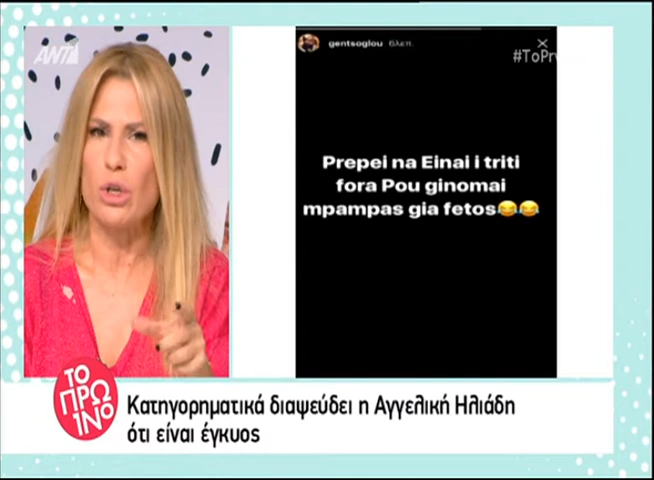 ANT1
gentsoglou 6λεπ.
#ToPr
Prepei na Einai i triti
fora Pou ginomai
mpampas gia fetos😂😂
ΤΟ
ΠΡΩ
ΙΝΟ
Κατηγορηματικά διαψεύδει η Αγγελική Ηλιάδη
ότι είναι έγκυος